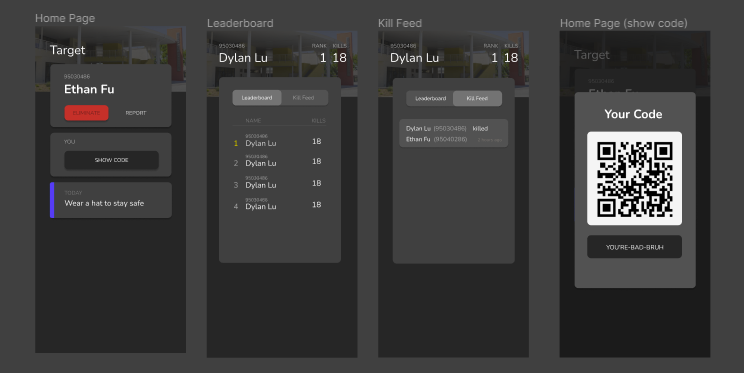 Home Page
Target
95030486
Ethan Fu
ELIMINATE
REPORT
YOU
SHOW CODE
TODAY
Wear a hat to stay safe
Leaderboard
95030486
RANK KILLS
Dylan Lu
1 18
Leaderboard
Kill Feed
NAME
KILLS
95030486
1 Dylan Lu 18
95030486
2 Dylan Lu 18
95030486
3 Dylan Lu 18
95030486
4 Dylan Lu 18
Kill Feed
95030486
RANK KILLS
Dylan Lu
1 18
Leaderboard
Kill Feed
Dylan Lu (95030486) killed
Ethan Fu (95040286)
Home Page (show code)
Target
95030486
Ethan Fu
Your Code
YOU'RE-BAD-BRUH